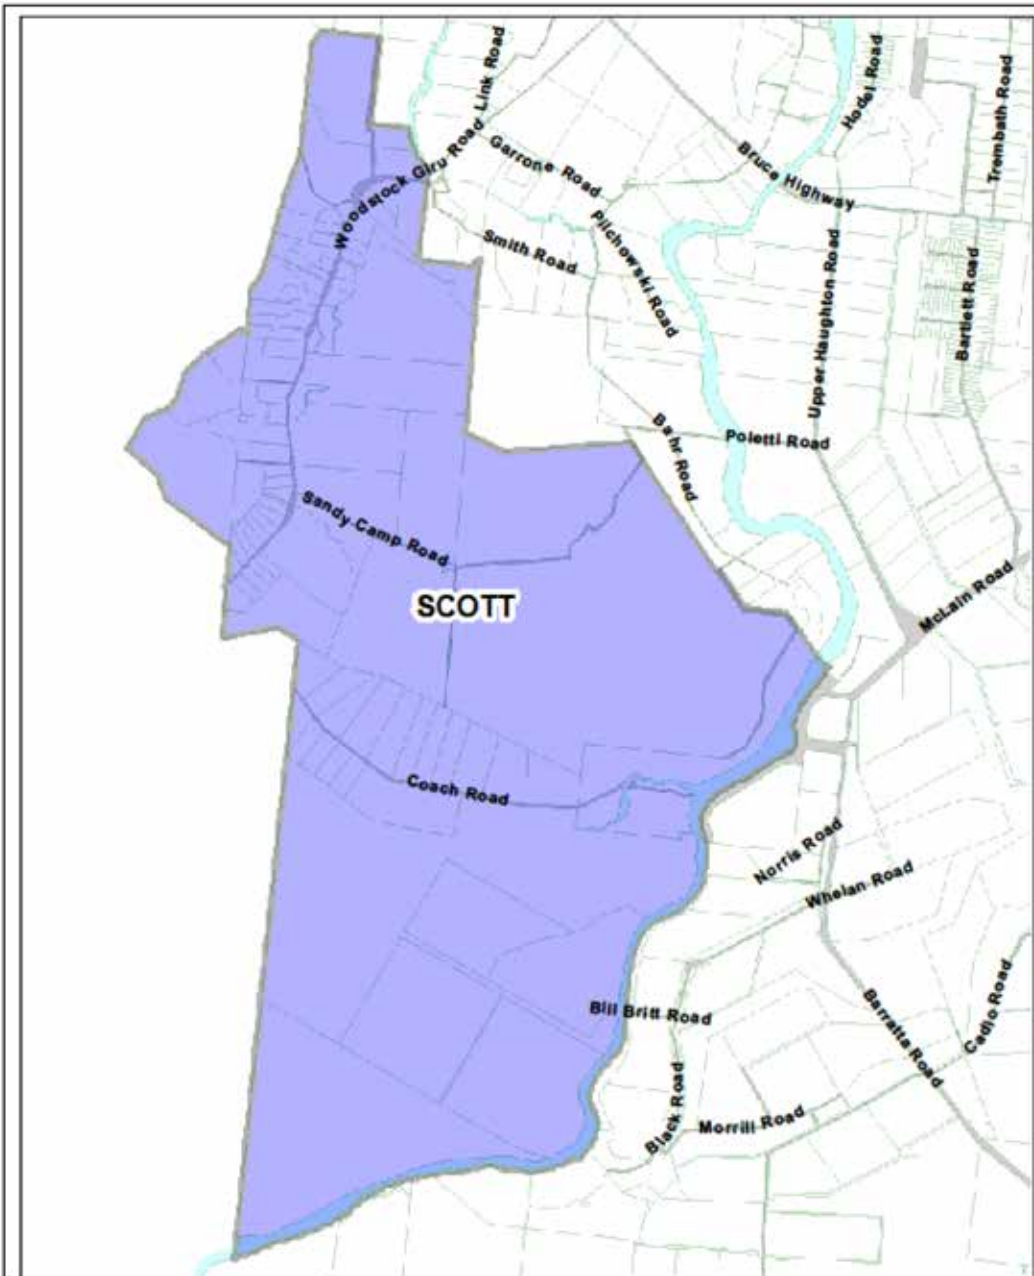 Link Road
Hodel Road
Trembath Road
Bruce Highway
Garrone Road
Woodstock Giru Road
Pilchowski Road
Smith Road
Upper Haughton Road
Bartlett Road
Bahr Road
Poletti Road
Sandy Camp Road
SCOTT
McLain Road
Coach Road
Norris Road
Whelan Road
Bill Britt Road
Barratta Road
Cadio Road
Black Road
Morrill Road